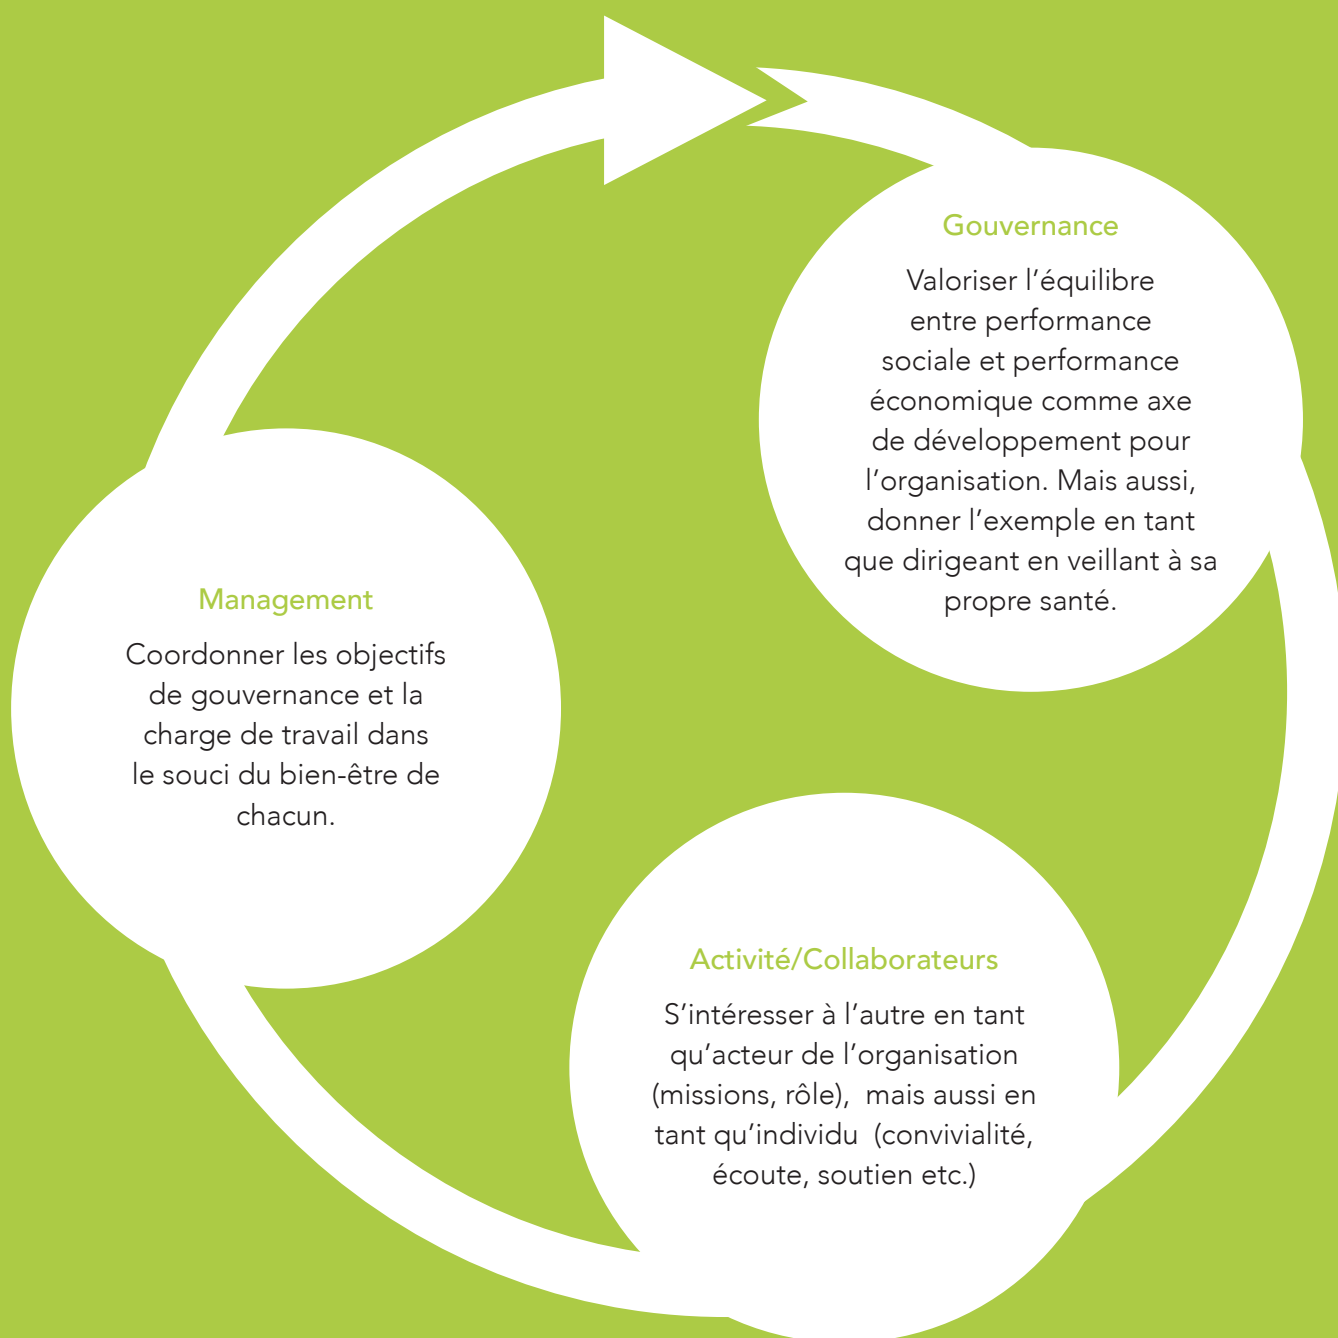 Gouvernance
Valoriser l’équilibre
entre performance
sociale et performance
économique comme axe
de développement pour
l’organisation. Mais aussi,
donner l’exemple en tant
que dirigeant en veillant à sa
propre santé.
Management
Coordonner les objectifs
de gouvernance et la
charge de travail dans
le souci du bien-être de
chacun.
Activité/Collaborateurs
S’intéresser à l’autre en tant
qu’acteur de l’organisation
(missions, rôle),  mais aussi en
tant qu’individu  (convivialité,
écoute, soutien etc.)